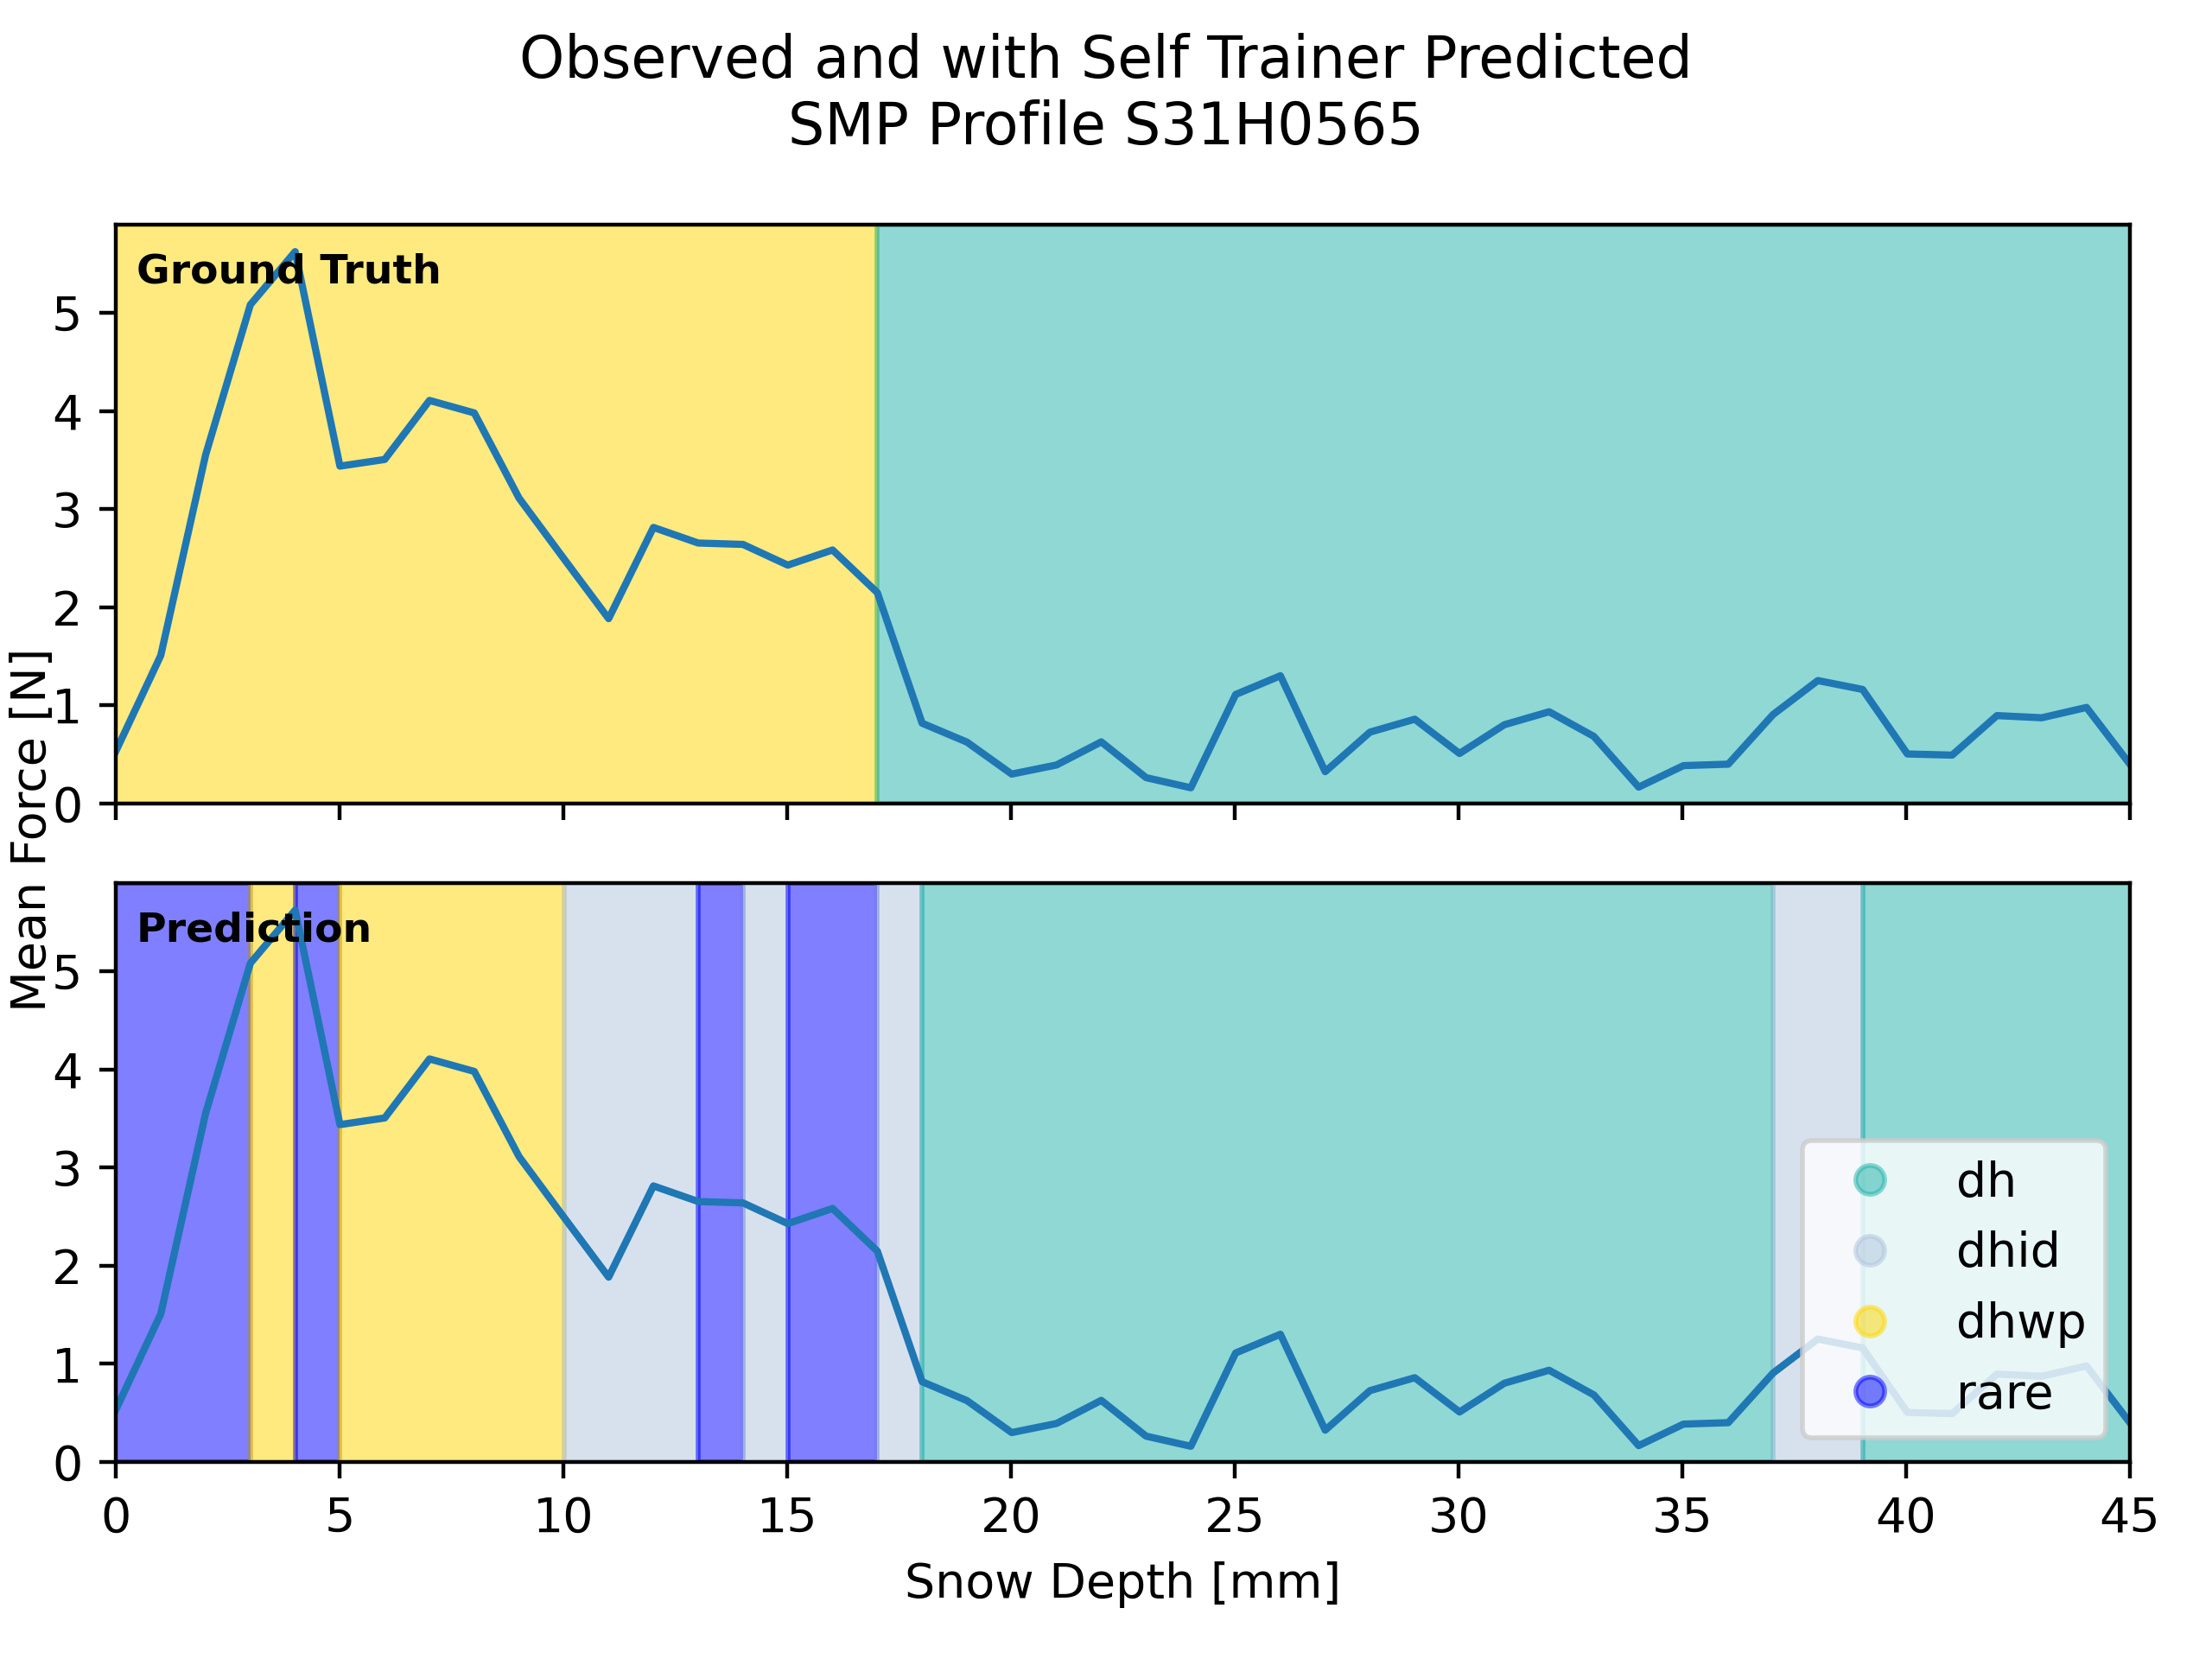 Observed and with Self Trainer Predicted
SMP Profile S31H0565
Ground Truth
5
4
3
2
1
0
Mean Force [N]
Prediction
5
4
3
2
1
0
dh
dhid
dhwp
rare
0 5 10 15 20 25 30 35 40 45
Snow Depth [mm]